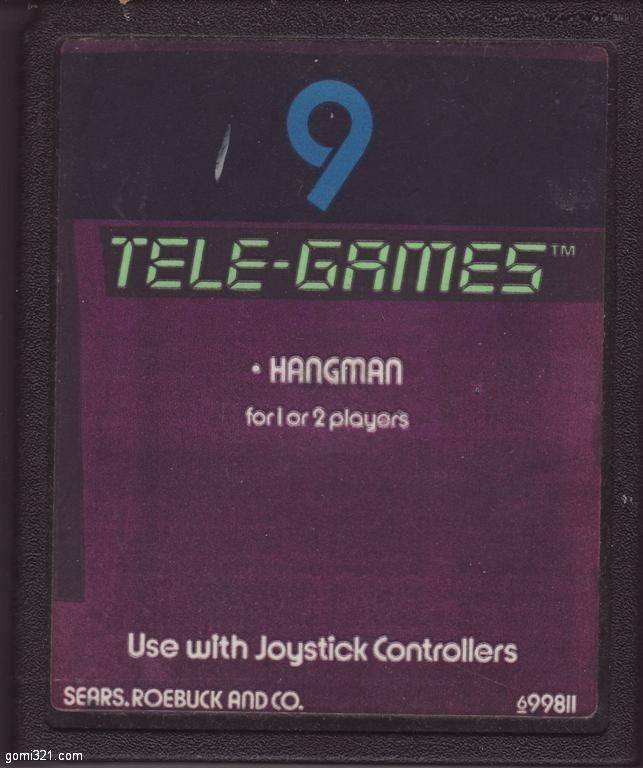 9
TELE-GAMES™
• HANGMAN
for 1 or 2 players
Use with Joystick Controllers
SEARS, ROEBUCK AND CO. 699811
gomi321.com